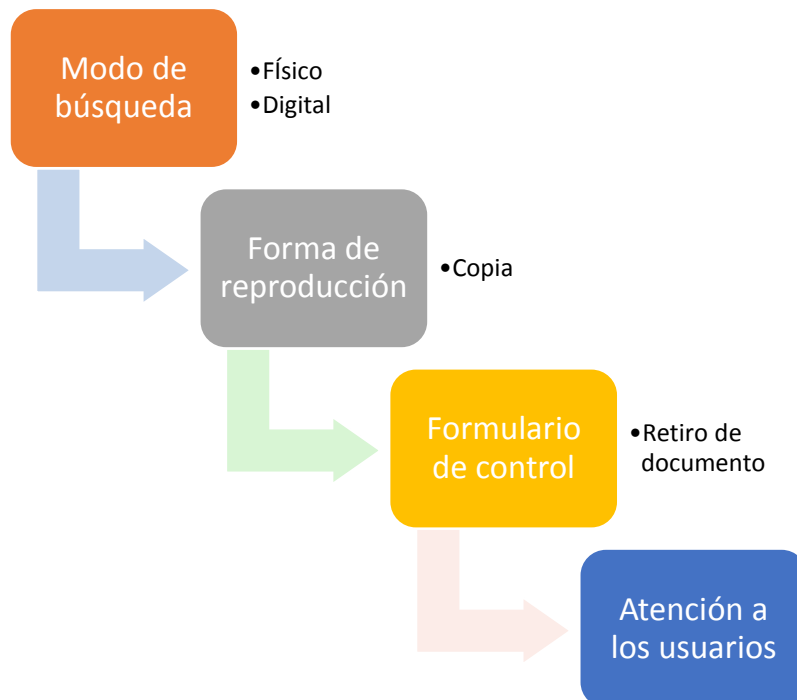 Modo de
búsqueda
•FÍsico
•Digital
Forma de
reproducción
•Copia
Formulario
de control
•Retiro de
documento
Atención a
los usuarios